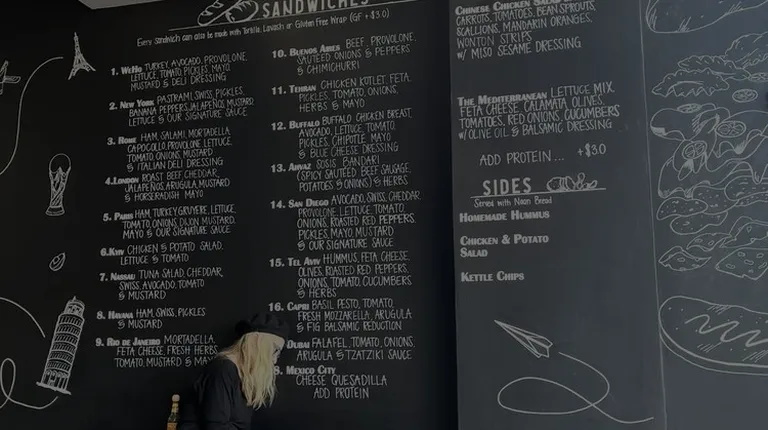 SANDWICHES
Every Sandwich can also be made with Tortilla, Lavash or Gluten Free Wrap (GF +$3.0)
1. WeHo TURKEY, AVOCADO, PROVOLONE,
LETTUCE, TOMATO, PICKLES, MAYO
MUSTARD & DELI DRESSING
2. New York PASTRAMI, SWISS, PICKLES,
BANANA PEPPERS, JALAPEÑOS, MUSTARD,
LETTUCE & OUR SIGNATURE SAUCE
3. Rome HAM, SALAMI, MORTADELLA,
CAPOCOLLO, PROVOLONE, LETTUCE,
TOMATO, ONIONS, MUSTARD
& ITALIAN DELI DRESSING
4. London ROAST BEEF, CHEDDAR,
JALAPEÑOS, ARUGULA, MUSTARD
& HORSERADISH MAYO
5. Paris HAM, TURKEY, GRUYERE, LETTUCE,
TOMATO, ONIONS, DIJON MUSTARD,
MAYO & OUR SIGNATURE SAUCE
6. Kyiv CHICKEN & POTATO SALAD,
LETTUCE & TOMATO
7. Nassau TUNA SALAD, CHEDDAR,
SWISS, AVOCADO, TOMATO
& MUSTARD
8. Havana HAM, SWISS, PICKLES
& MUSTARD
9. Rio de Janeiro MORTADELLA,
FETA CHEESE, FRESH HERBS
TOMATO, MUSTARD & MAYO
10. Buenos Aires BEEF, PROVOLONE,
SAUTEED ONIONS & PEPPERS
& CHIMICHURRI
11. Tehran CHICKEN KOTLET, FETA,
PICKLES, TOMATO, ONIONS,
HERBS & MAYO
12. Buffalo BUFFALO CHICKEN BREAST,
AVOCADO, LETTUCE, TOMATO,
PICKLES, CHIPOTLE MAYO
& BLUE CHEESE DRESSING
13. Ahvaz BANDARI
(SPICY SAUTEED BEEF SAUSAGE,
POTATOES & ONIONS) & HERBS
14. San Diego AVOCADO, SWISS, CHEDDAR,
PROVOLONE, LETTUCE, TOMATO,
ONIONS, ROASTED RED PEPPERS,
PICKLES, MAYO, MUSTARD
& OUR SIGNATURE SAUCE
15. Tel Aviv HUMMUS, FETA CHEESE,
OLIVES, ROASTED RED PEPPERS,
ONIONS, TOMATO, CUCUMBERS
& HERBS
16. Capri BASIL PESTO, TOMATO,
FRESH MOZZARELLA, ARUGULA
& FIG BALSAMIC REDUCTION
Dubai FALAFEL, TOMATO, ONIONS,
ARUGULA & TZATZIKI SAUCE
8. Mexico City
CHEESE QUESADILLA
ADD PROTEIN
Chinese Chicken Salad
CARROTS, TOMATOES, BEAN SPROUTS,
SCALLIONS, MANDARIN ORANGES,
WONTON STRIPS
w/ MISO SESAME DRESSING
The Mediterranean LETTUCE MIX,
FETA CHEESE, CALAMATA OLIVES,
TOMATOES, RED ONIONS, CUCUMBERS
w/ OLIVE OIL & BALSAMIC DRESSING
ADD PROTEIN... +$3.0
SIDES
Served with Naan Bread
Homemade Hummus
Chicken & Potato
Salad
Kettle Chips